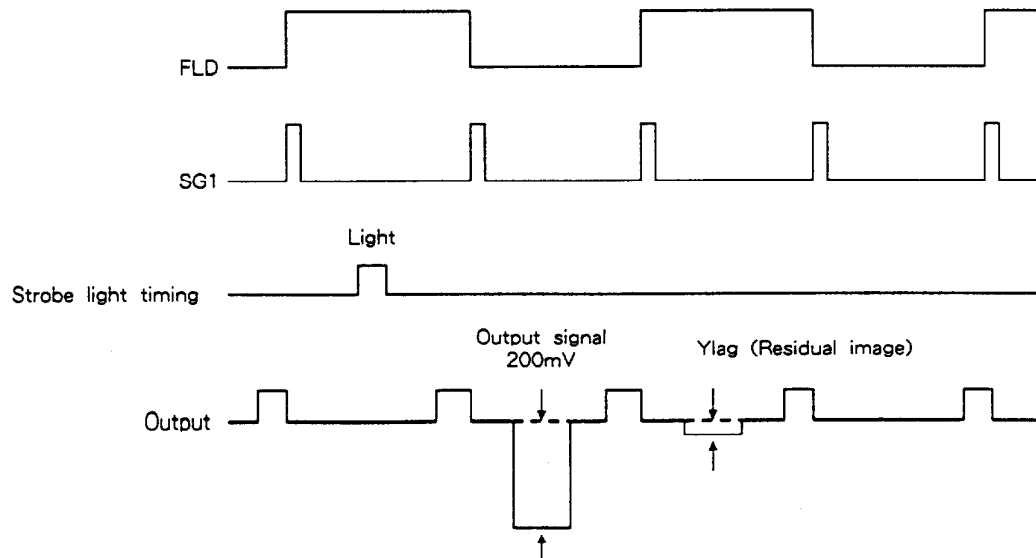 FLD
SG1
Light
Strobe light timing
Output signal
200mV
Ylag (Residual image)
Output